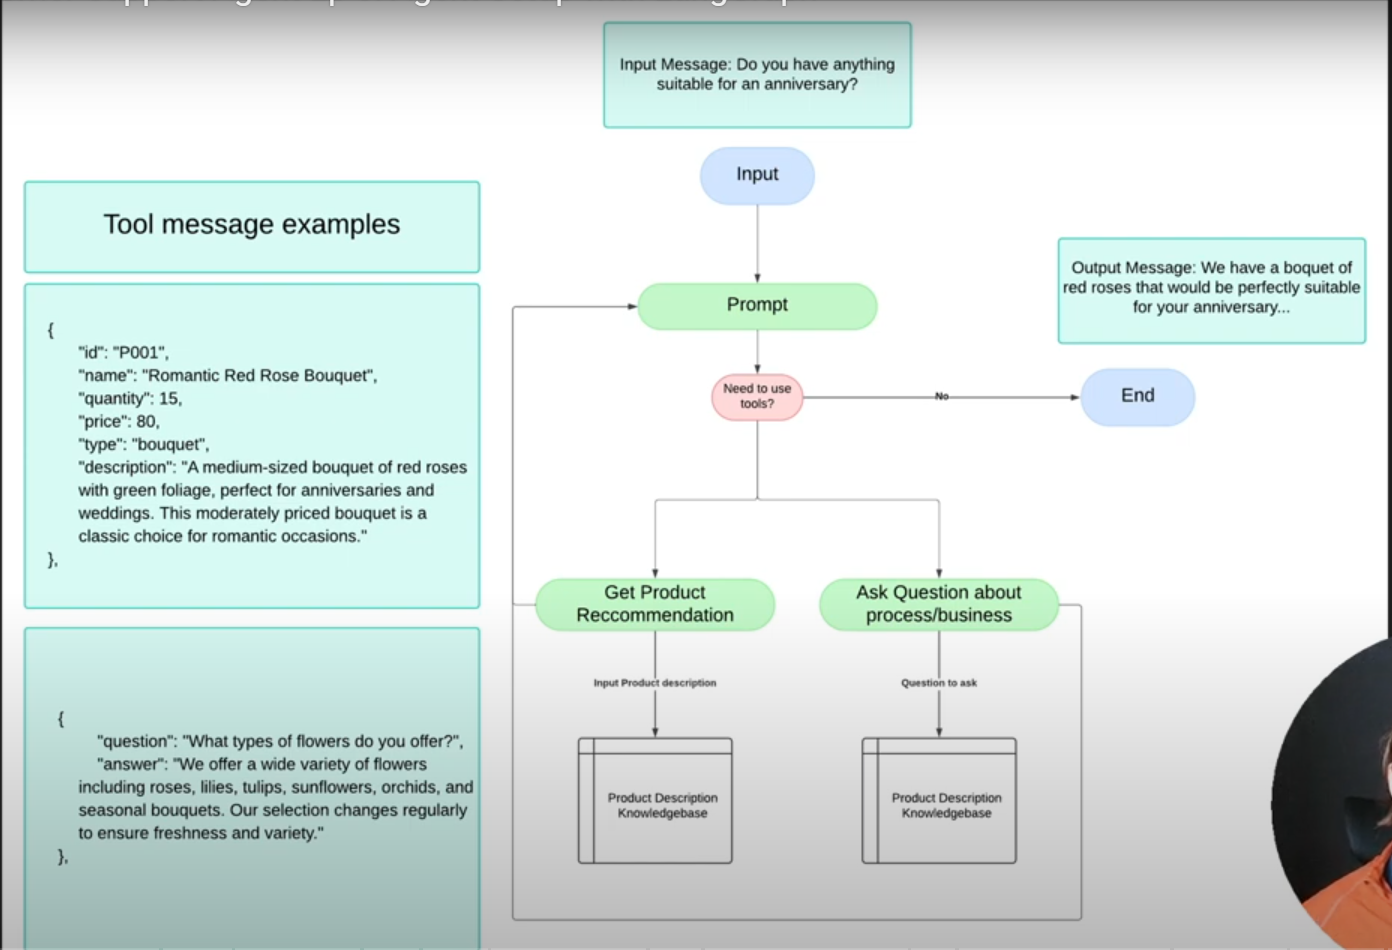 Input Message: Do you have anything
suitable for an anniversary?
Input
Tool message examples
Output Message: We have a boquet of
red roses that would be perfectly suitable
for your anniversary...
Prompt
{
"id": "P001",
"name": "Romantic Red Rose Bouquet",
"quantity": 15,
"price": 80,
"type": "bouquet",
"description": "A medium-sized bouquet of red roses
with green foliage, perfect for anniversaries and
weddings. This moderately priced bouquet is a
classic choice for romantic occasions."
},
Need to use
tools?
No
End
Get Product
Reccommendation
Ask Question about
process/business
Input Product description
Question to ask
{
"question": "What types of flowers do you offer?",
"answer": "We offer a wide variety of flowers
including roses, lilies, tulips, sunflowers, orchids, and
seasonal bouquets. Our selection changes regularly
to ensure freshness and variety."
},
Product Description
Knowledgebase
Product Description
Knowledgebase